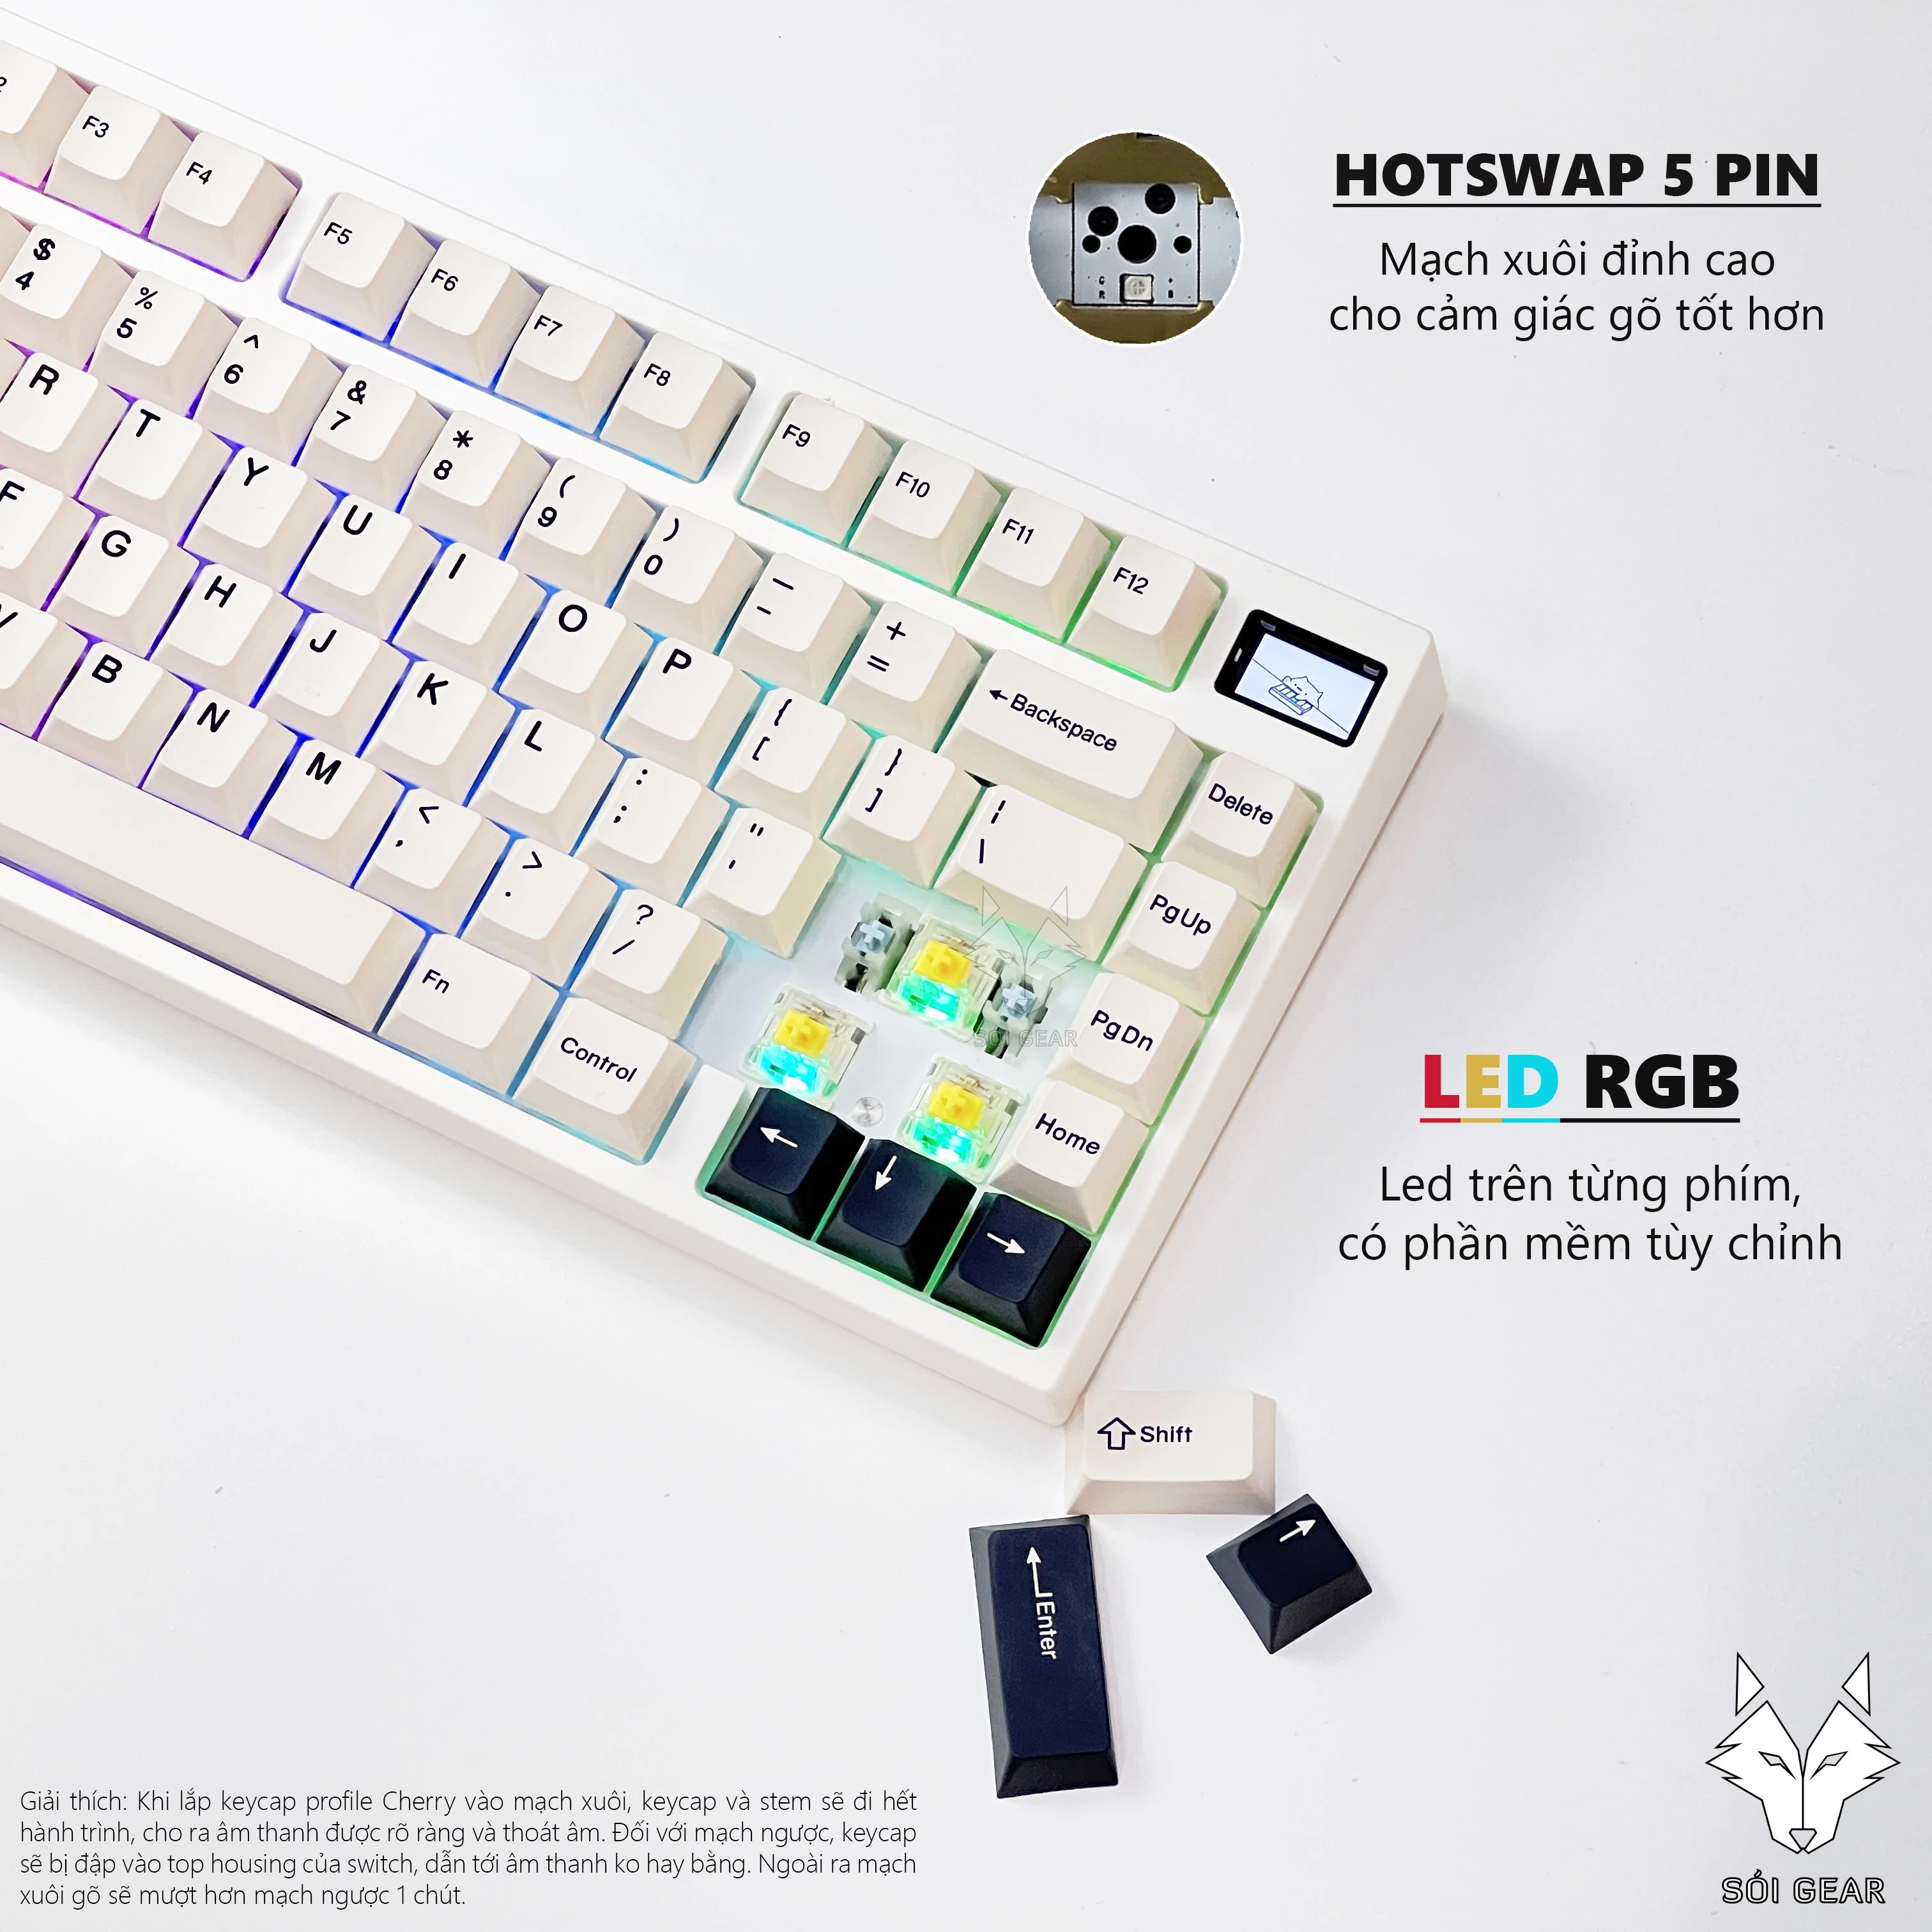 HOTSWAP 5 PIN
Mạch xuôi đỉnh cao
cho cảm giác gõ tốt hơn
F3
F4
F5
F6
F7
F8
F9
F10
F11
F12
$
4
%
5
^
6
&
7
*
8
(
9
)
0
_
-
+
=
←Backspace
Delete
R
T
Y
U
I
O
P
{
[
}
]
¦
\
PgUp
F
G
H
J
K
L
:
;
"
'
PgDn
V
B
N
M
<
,
>
.
?
/
Home
Fn
Control
←
↓
→
SÓI GEAR
LED RGB
Led trên từng phím,
có phần mềm tùy chỉnh
⇧Shift
Enter
Giải thích: Khi lắp keycap profile Cherry vào mạch xuôi, keycap và stem sẽ đi hết
hành trình, cho ra âm thanh được rõ ràng và thoát âm. Đối với mạch ngược, keycap
sẽ bị đập vào top housing của switch, dẫn tới âm thanh ko hay bằng. Ngoài ra mạch
xuôi gõ sẽ mượt hơn mạch ngược 1 chút.
SÓI GEAR